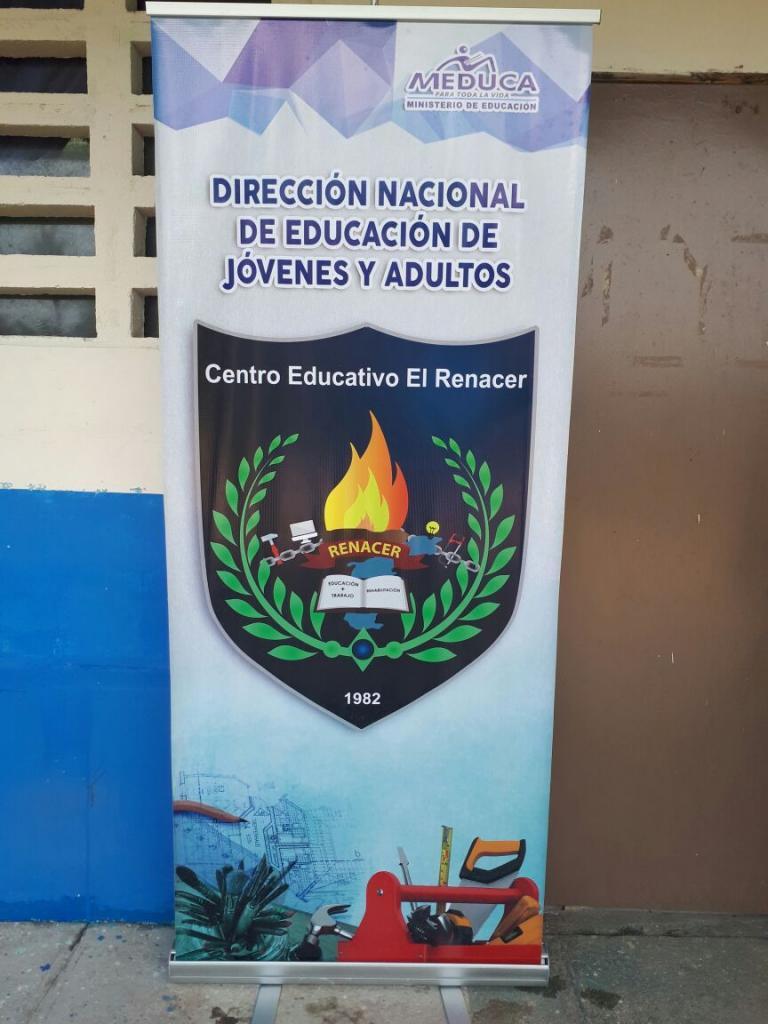 MEDUCA
PARA TODA LA VIDA
MINISTERIO DE EDUCACIÓN
DIRECCIÓN NACIONAL
DE EDUCACIÓN DE
JÓVENES Y ADULTOS
Centro Educativo El Renacer
RENACER
EDUCACIÓN
+
TRABAJO
REHABILITACIÓN
1982